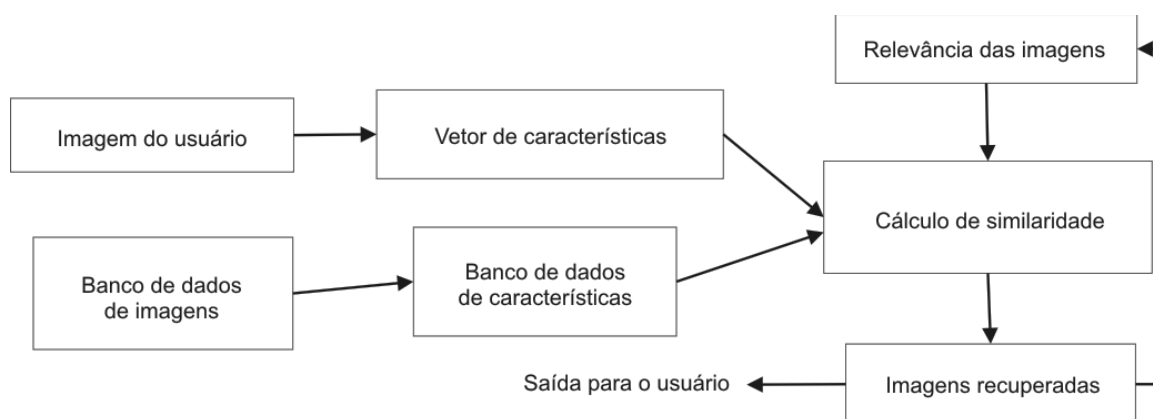 Relevância das imagens
Imagem do usuário
Vetor de características
Cálculo de similaridade
Banco de dados
de imagens
Banco de dados
de características
Saída para o usuário
Imagens recuperadas